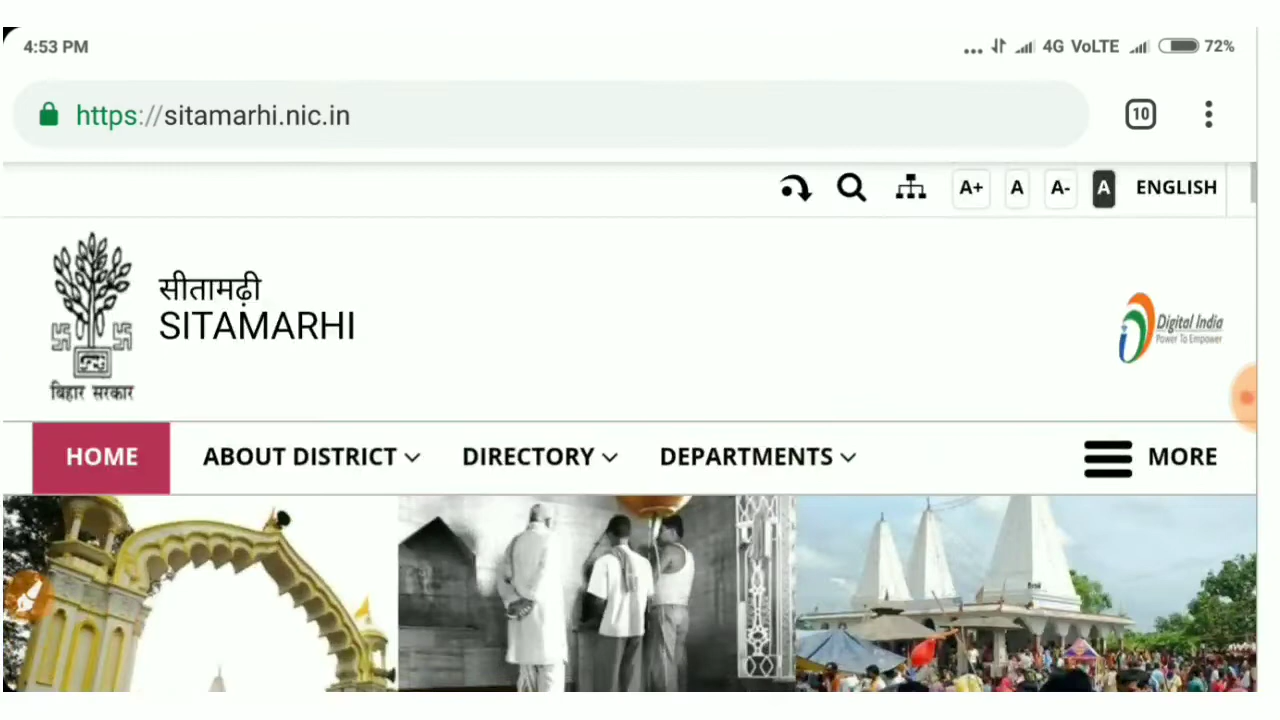 4:53 PM
4G VoLTE 72%
https://sitamarhi.nic.in
10
A+ A A- A ENGLISH
सीतामढ़ी
SITAMARHI
Digital India
Power To Empower
बिहार सरकार
HOME ABOUT DISTRICT DIRECTORY DEPARTMENTS MORE